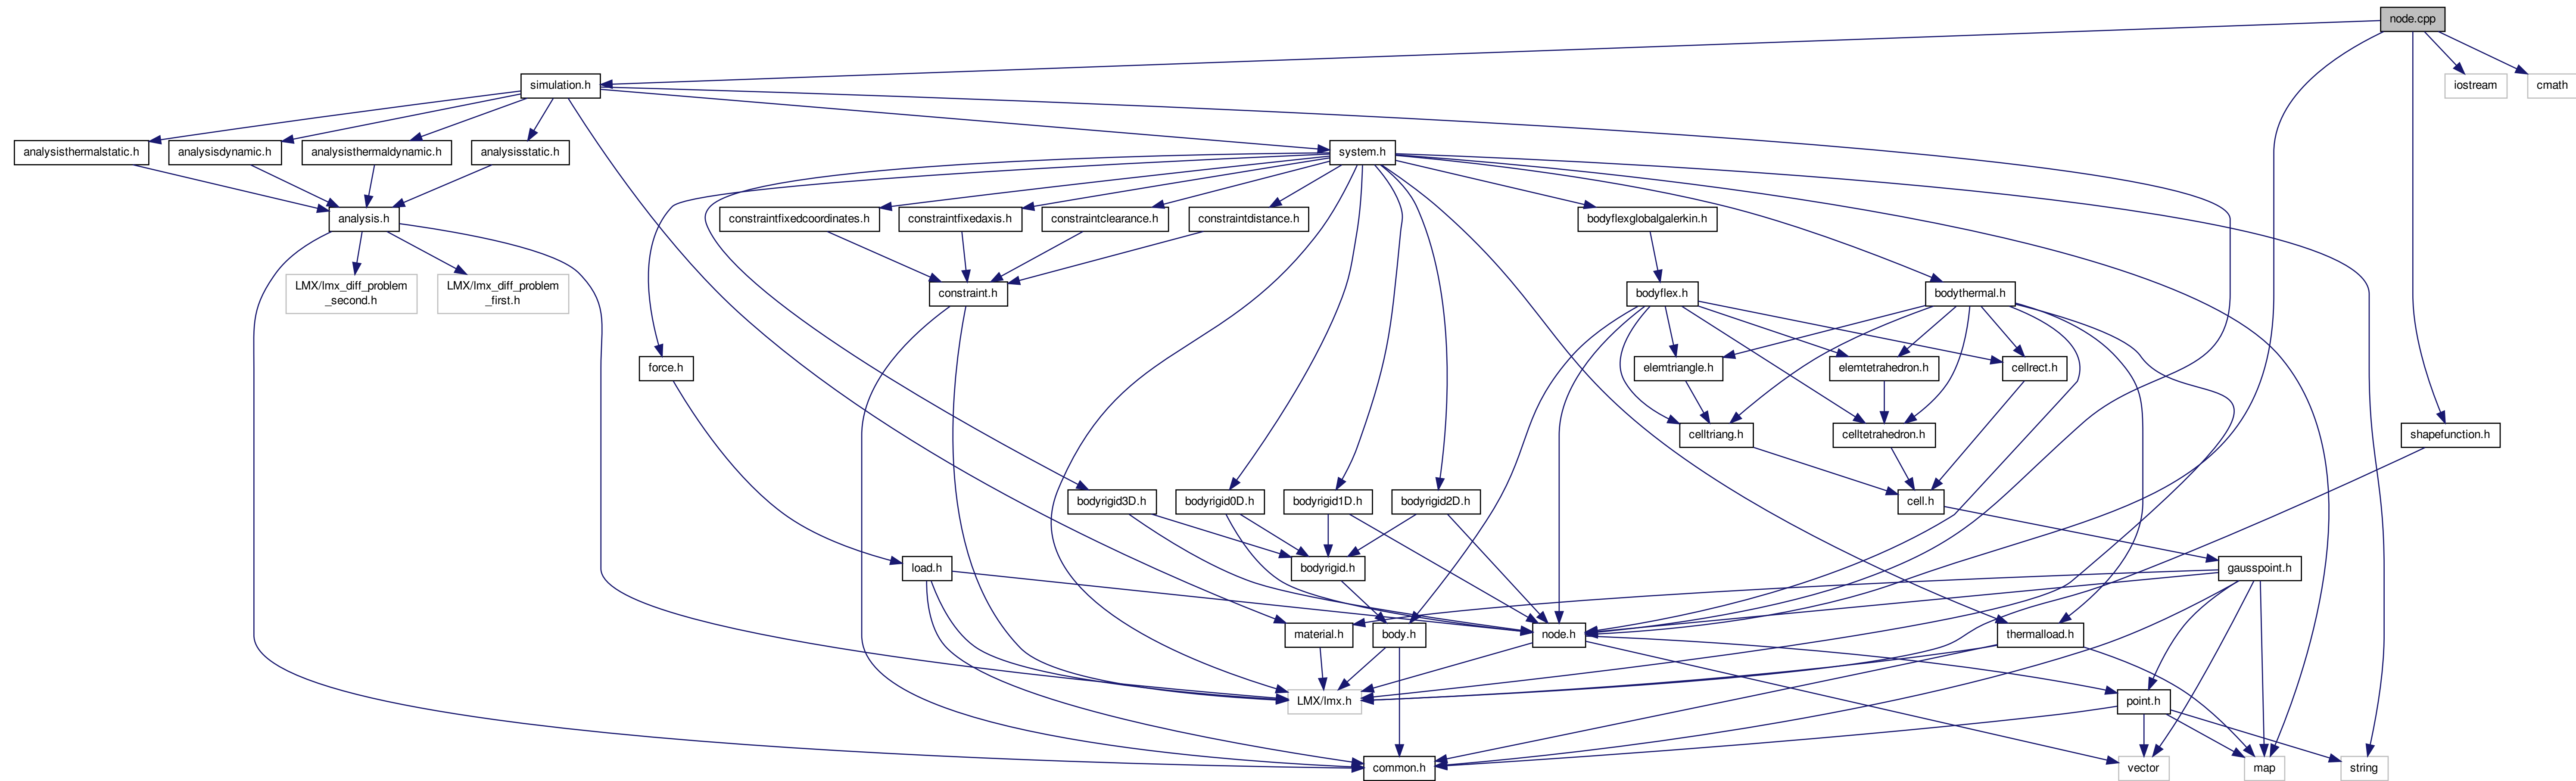 node.cpp
simulation.h
iostream
cmath
analysisthermalstatic.h
analysisdynamic.h
analysisthermaldynamic.h
analysisstatic.h
system.h
analysis.h
constraintfixedcoordinates.h
constraintfixedaxis.h
constraintclearance.h
constraintdistance.h
bodyflexglobalgalerkin.h
LMX/lmx_diff_problem
_second.h
LMX/lmx_diff_problem
_first.h
constraint.h
bodyflex.h
bodythermal.h
force.h
elemtriangle.h
elemtetrahedron.h
cellrect.h
celltriang.h
celltetrahedron.h
shapefunction.h
bodyrigid3D.h
bodyrigid0D.h
bodyrigid1D.h
bodyrigid2D.h
cell.h
load.h
bodyrigid.h
gausspoint.h
material.h
body.h
node.h
thermalload.h
LMX/lmx.h
point.h
common.h
vector
map
string